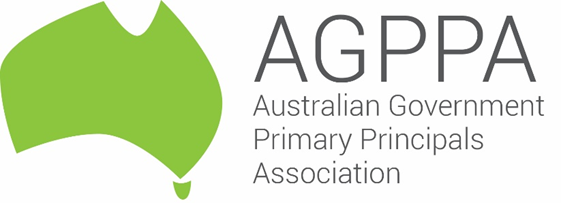 AGPPA
Australian Government
Primary Principals
Association